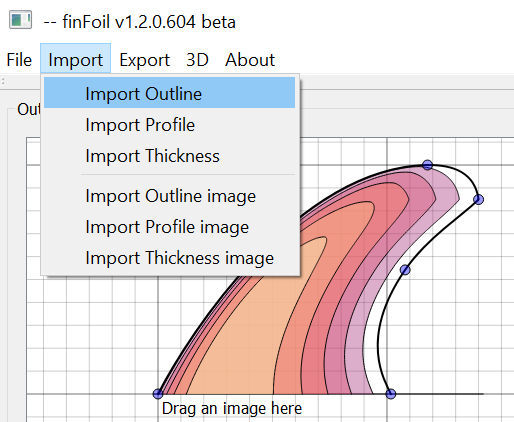 -- finFoil v1.2.0.604 beta
File Import Export 3D About
Import Outline
Import Profile
Import Thickness
Import Outline image
Import Profile image
Import Thickness image
Out
Drag an image here